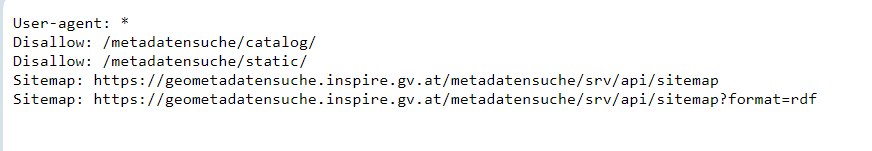 User-agent: *
Disallow: /metadatensuche/catalog/
Disallow: /metadatensuche/static/
Sitemap: https://geometadatensuche.inspire.gv.at/metadatensuche/srv/api/sitemap
Sitemap: https://geometadatensuche.inspire.gv.at/metadatensuche/srv/api/sitemap?format=rdf